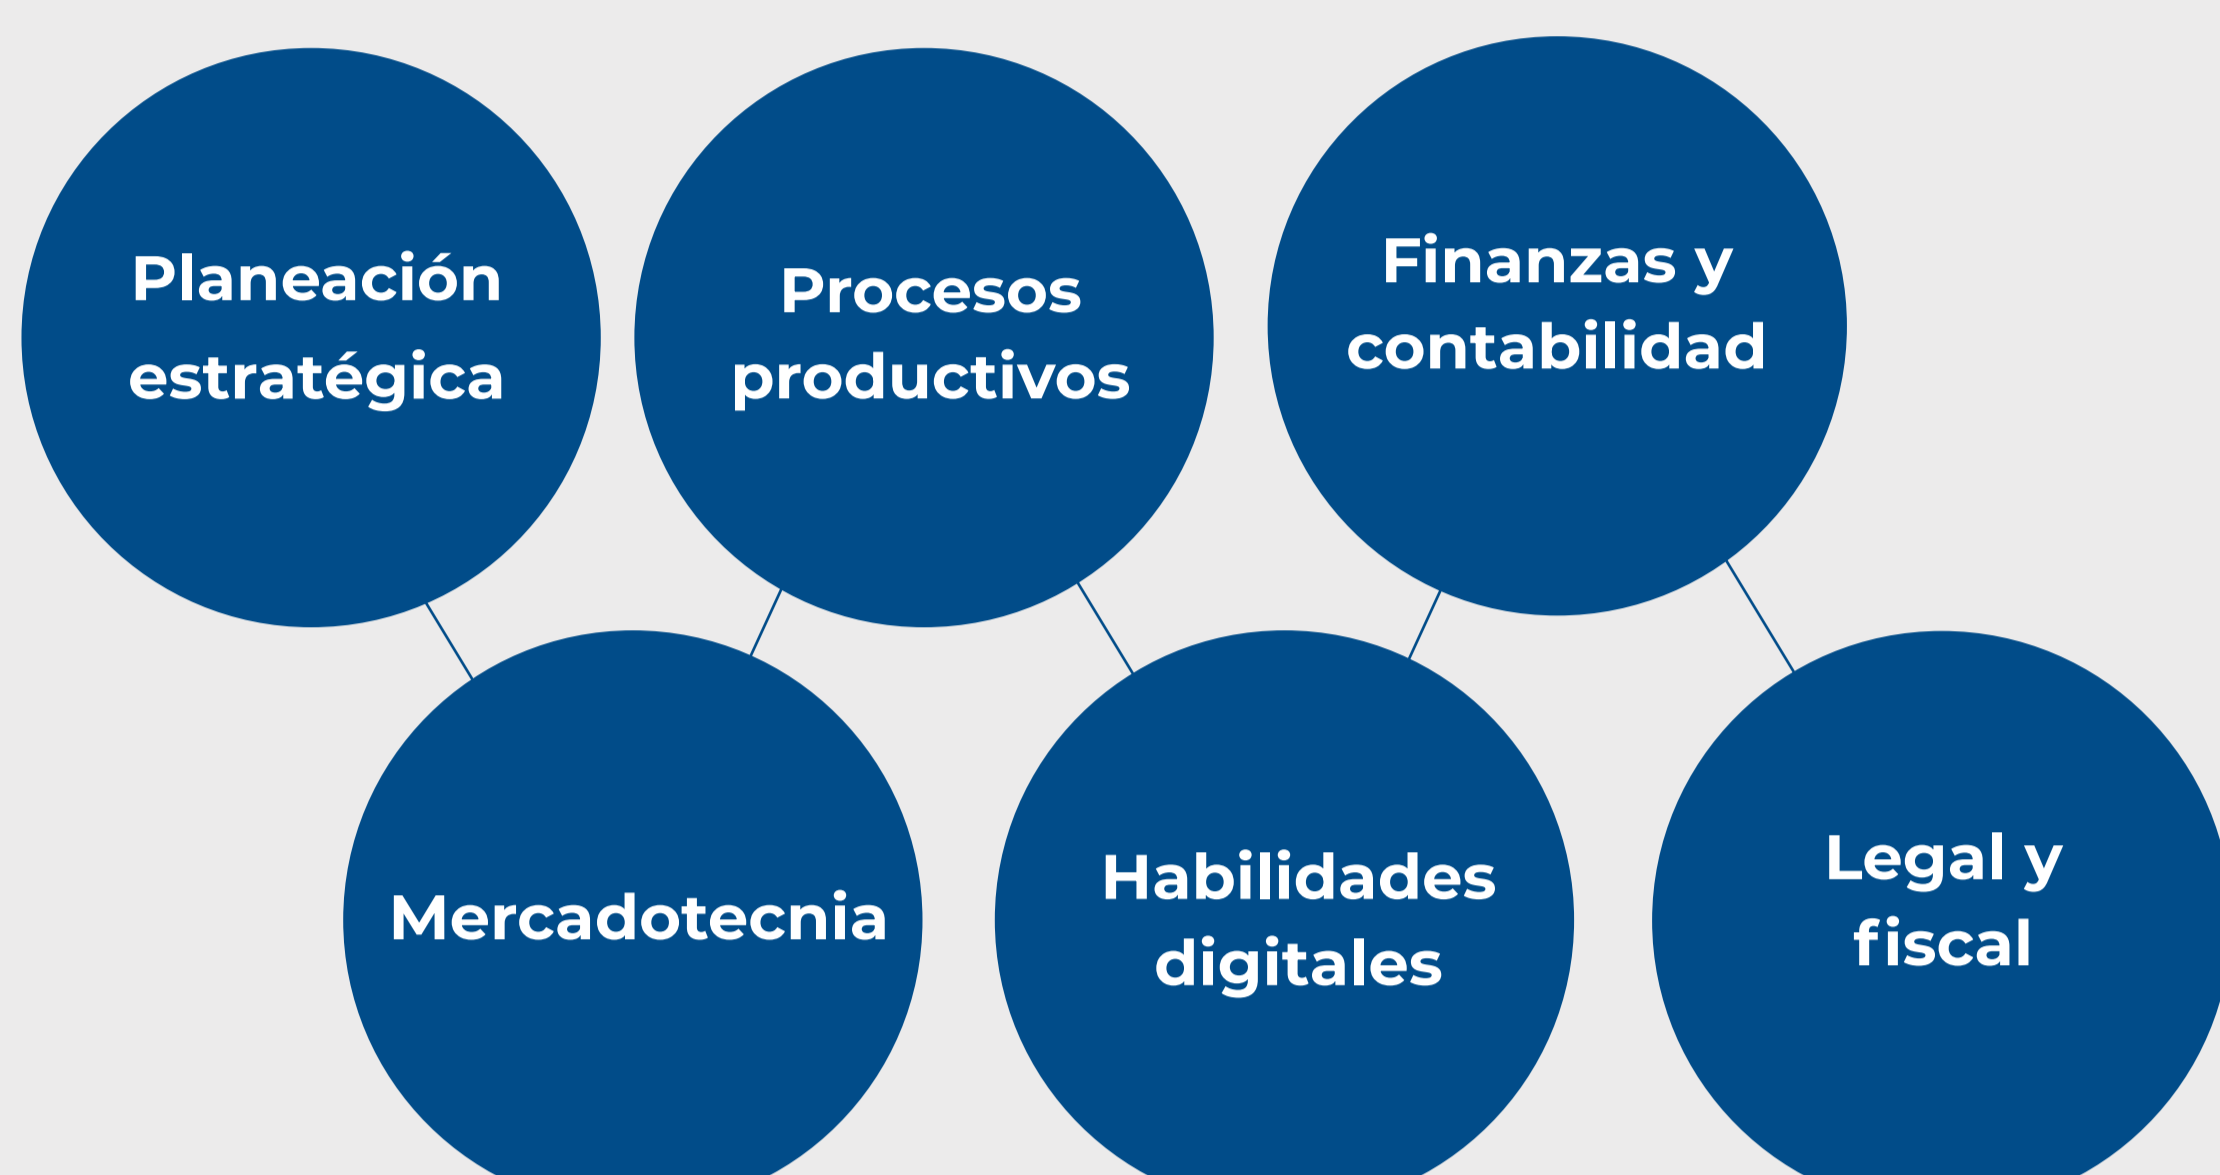 Planeación
estratégica
Procesos
productivos
Finanzas y
contabilidad
Mercadotecnia
Habilidades
digitales
Legal y
fiscal